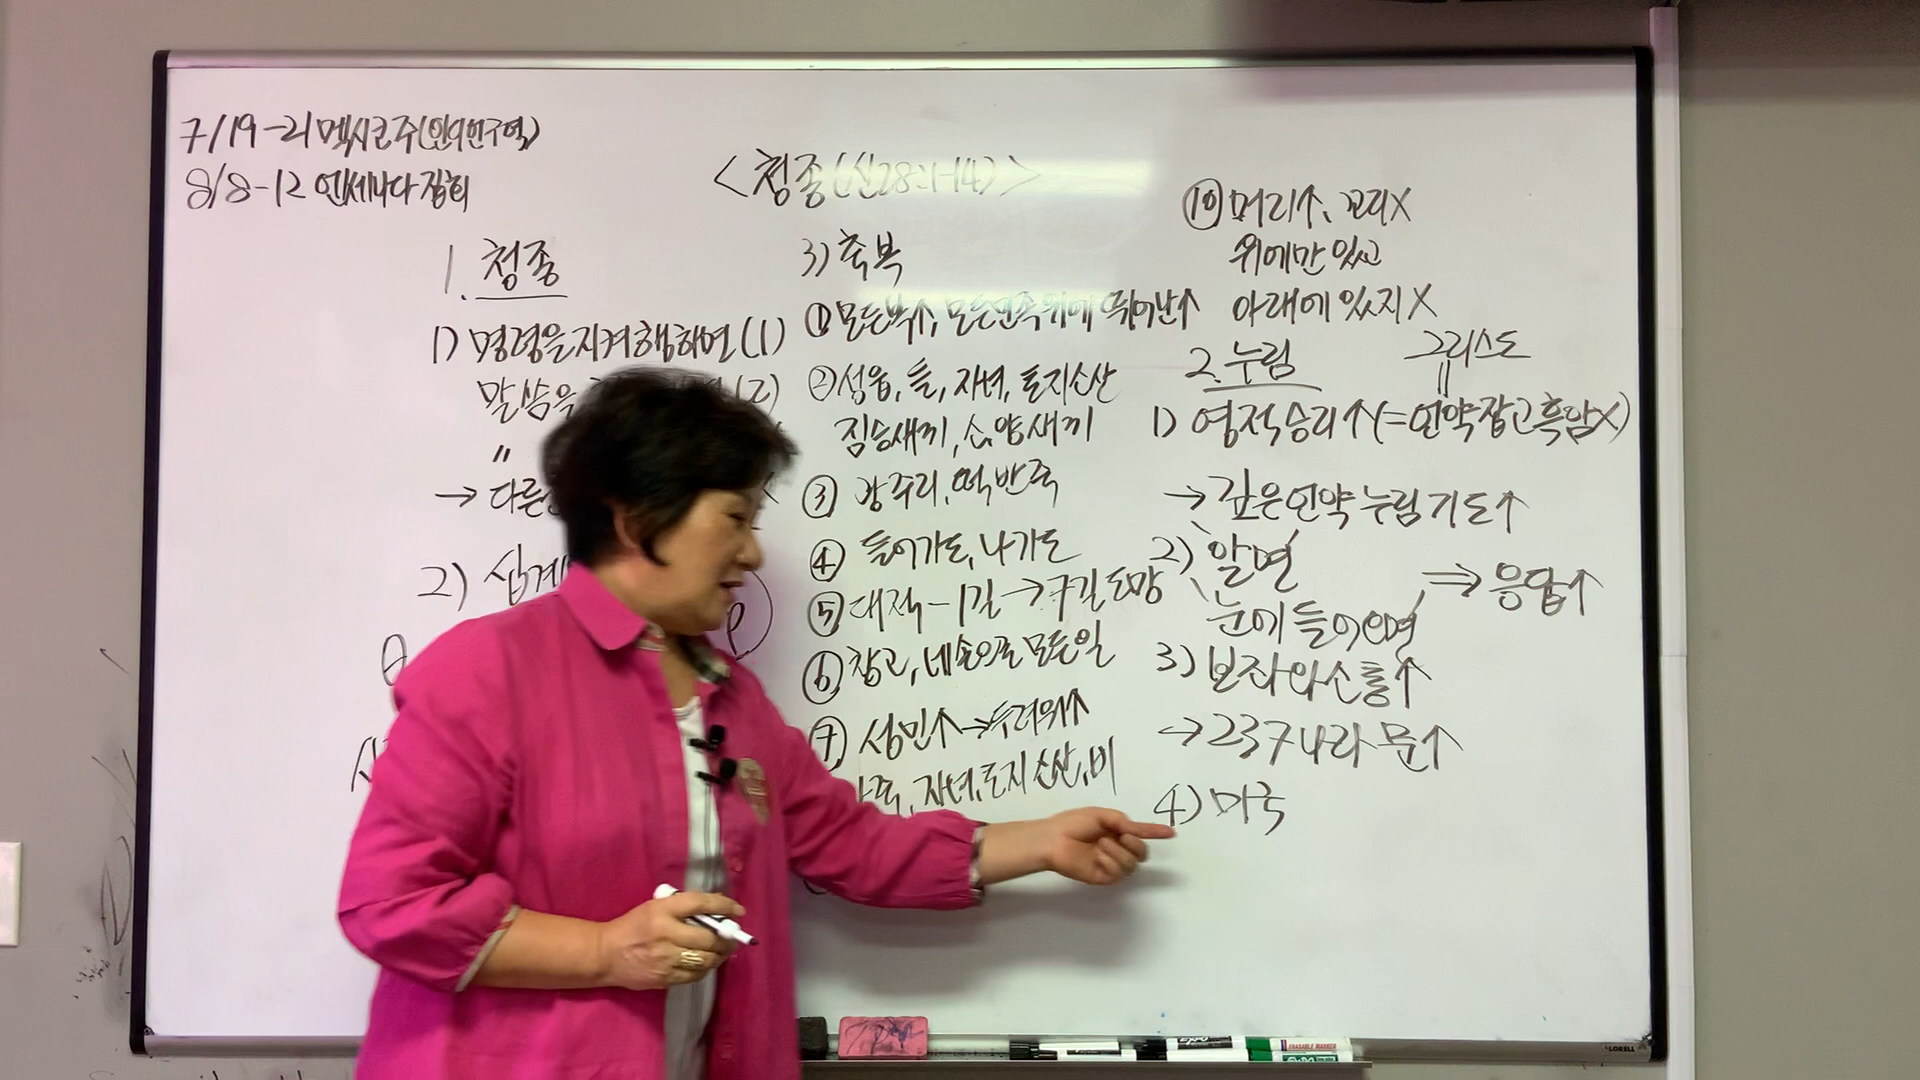 7/19-21 멕시코주(
8/8-12 엔세나다 집회
<청종(신28:1-14)>
1. 청종
1) 명령을 지켜 행하면 (1)
말씀을 (2)
"
→ 다른
2) 십계
3) 축복
① 모든 복↑, 모든 민족 위에 뛰어난↑
② 성읍, 들, 자녀, 토지소산
짐승새끼, 소, 양새끼
③ 광주리, 떡반죽
④ 들어가도, 나가도
⑤ 대적-1길→7길 도망
⑥ 창고, 네 손으로 모든 일
⑦ 성민↑→두려워↑
자녀, 토지소산, 비
⑩ 머리↑, 꼬리X
위에만 있고
아래에 있지X
2. 누림
그리스도
"
1) 영적승리↑(=언약잡고 흑암X)
→ 깊은 언약 누림 기도↑
2) 알면
눈에 들어오면
⇒ 응답↑
3) 보좌와 소통↑
→ 237나라 문↑
4) 미국
EXPO
ERASABLE MARKER
EXPO
LORELL